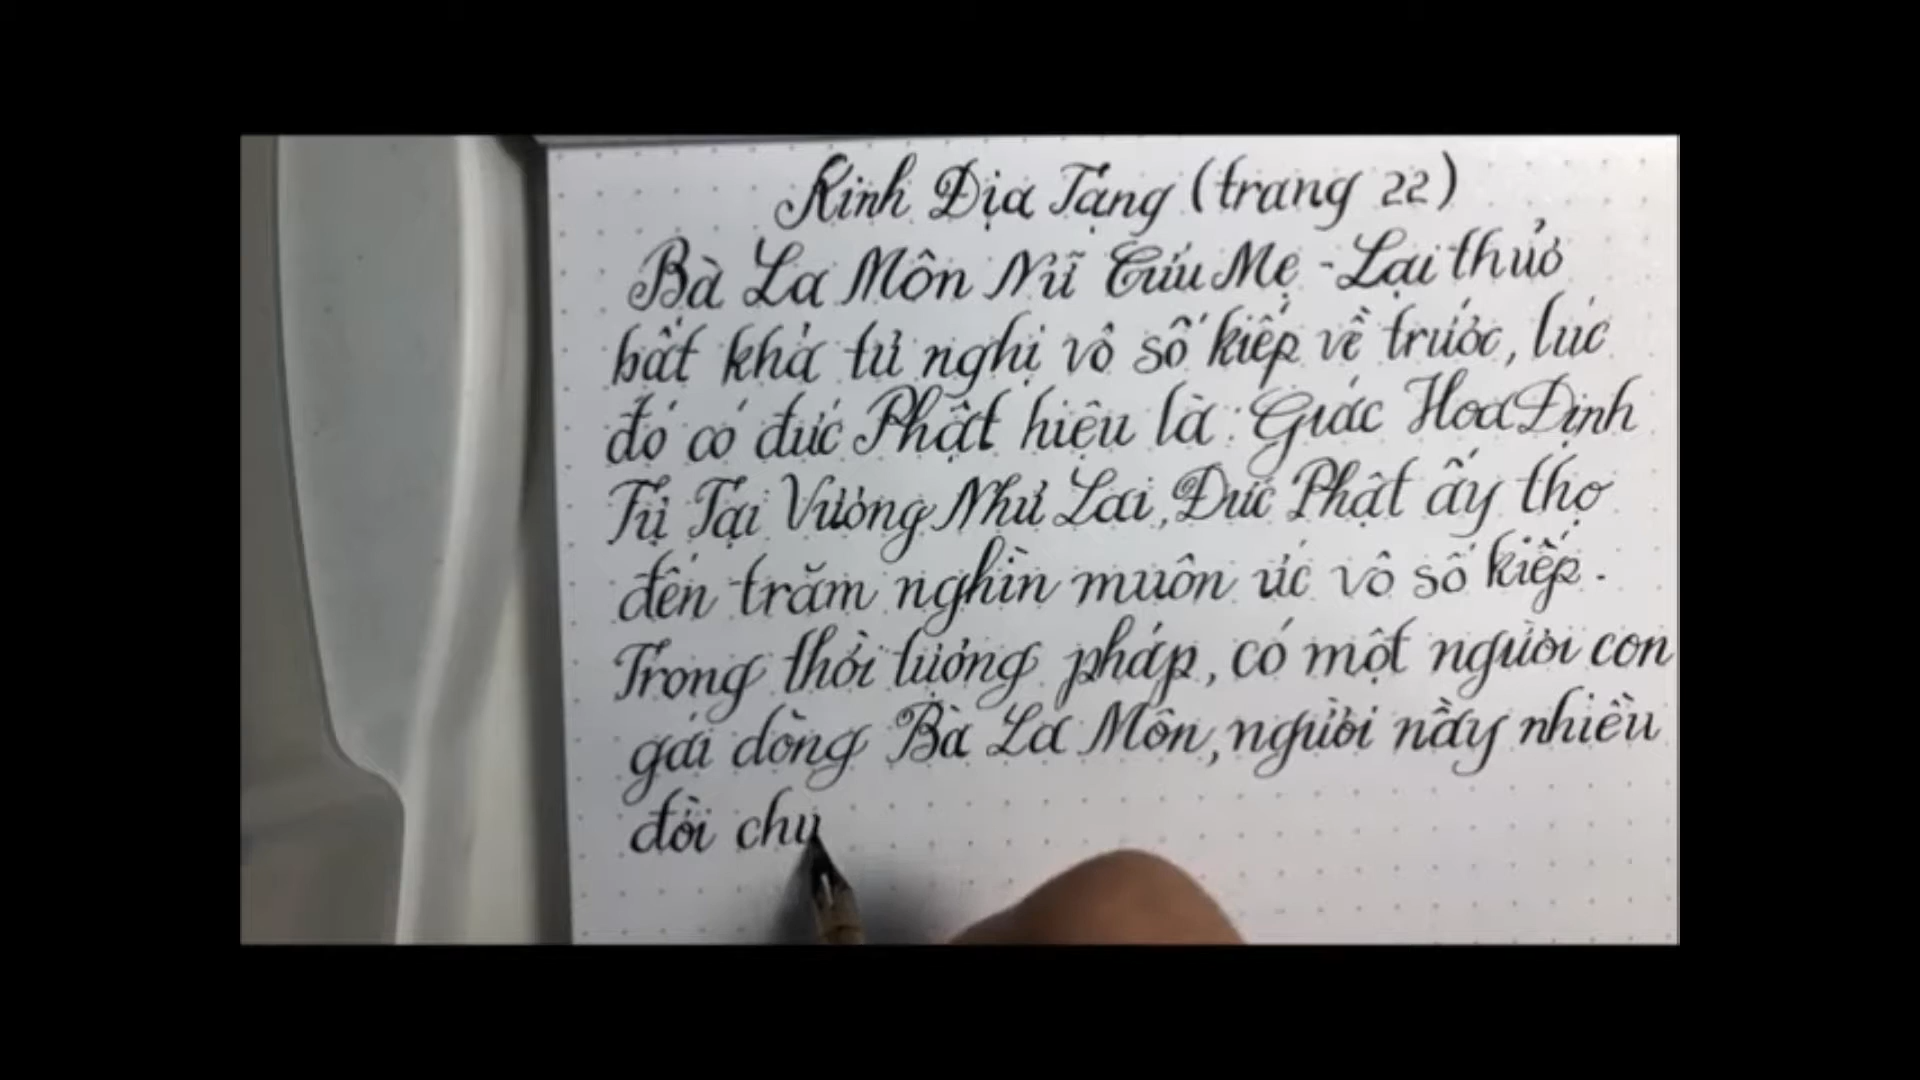 Kinh Địa Tạng (trang 22)
Bà La Môn Nữ Cứu Mẹ - Lại thuở
bất khả tư nghị vô số kiếp về trước, lúc
đó có đức Phật hiệu là: Giác Hoa Định
Tự Tại Vương Như Lai, Đức Phật ấy thọ
đến trăm nghìn muôn ức vô số kiếp.
Trong thời tượng pháp, có một người con
gái dòng Bà La Môn, người nầy nhiều
đời chư